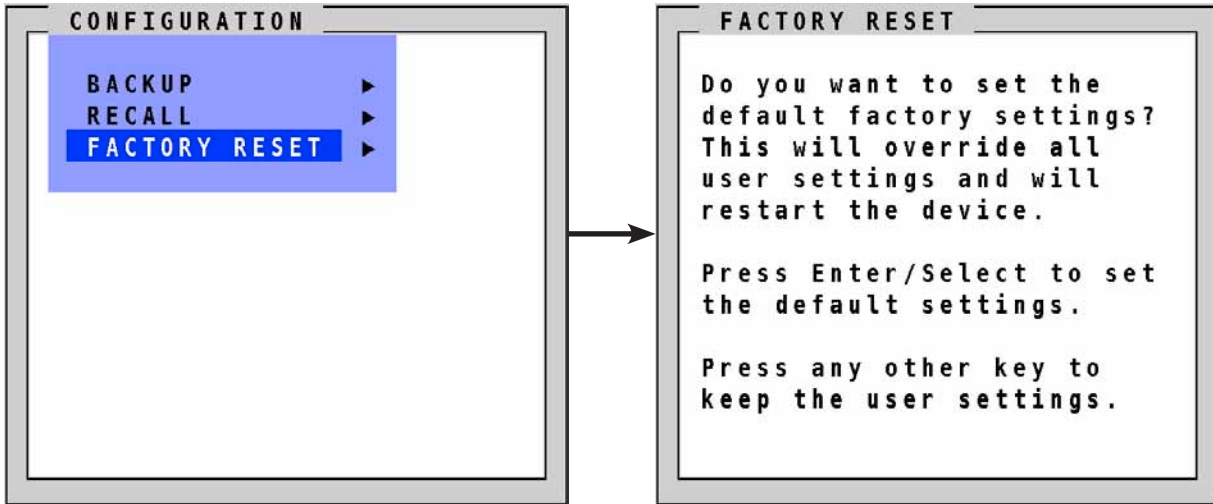 CONFIGURATION
BACKUP
RECALL
FACTORY RESET
FACTORY RESET
Do you want to set the
default factory settings?
This will override all
user settings and will
restart the device.
Press Enter/Select to set
the default settings.
Press any other key to
keep the user settings.